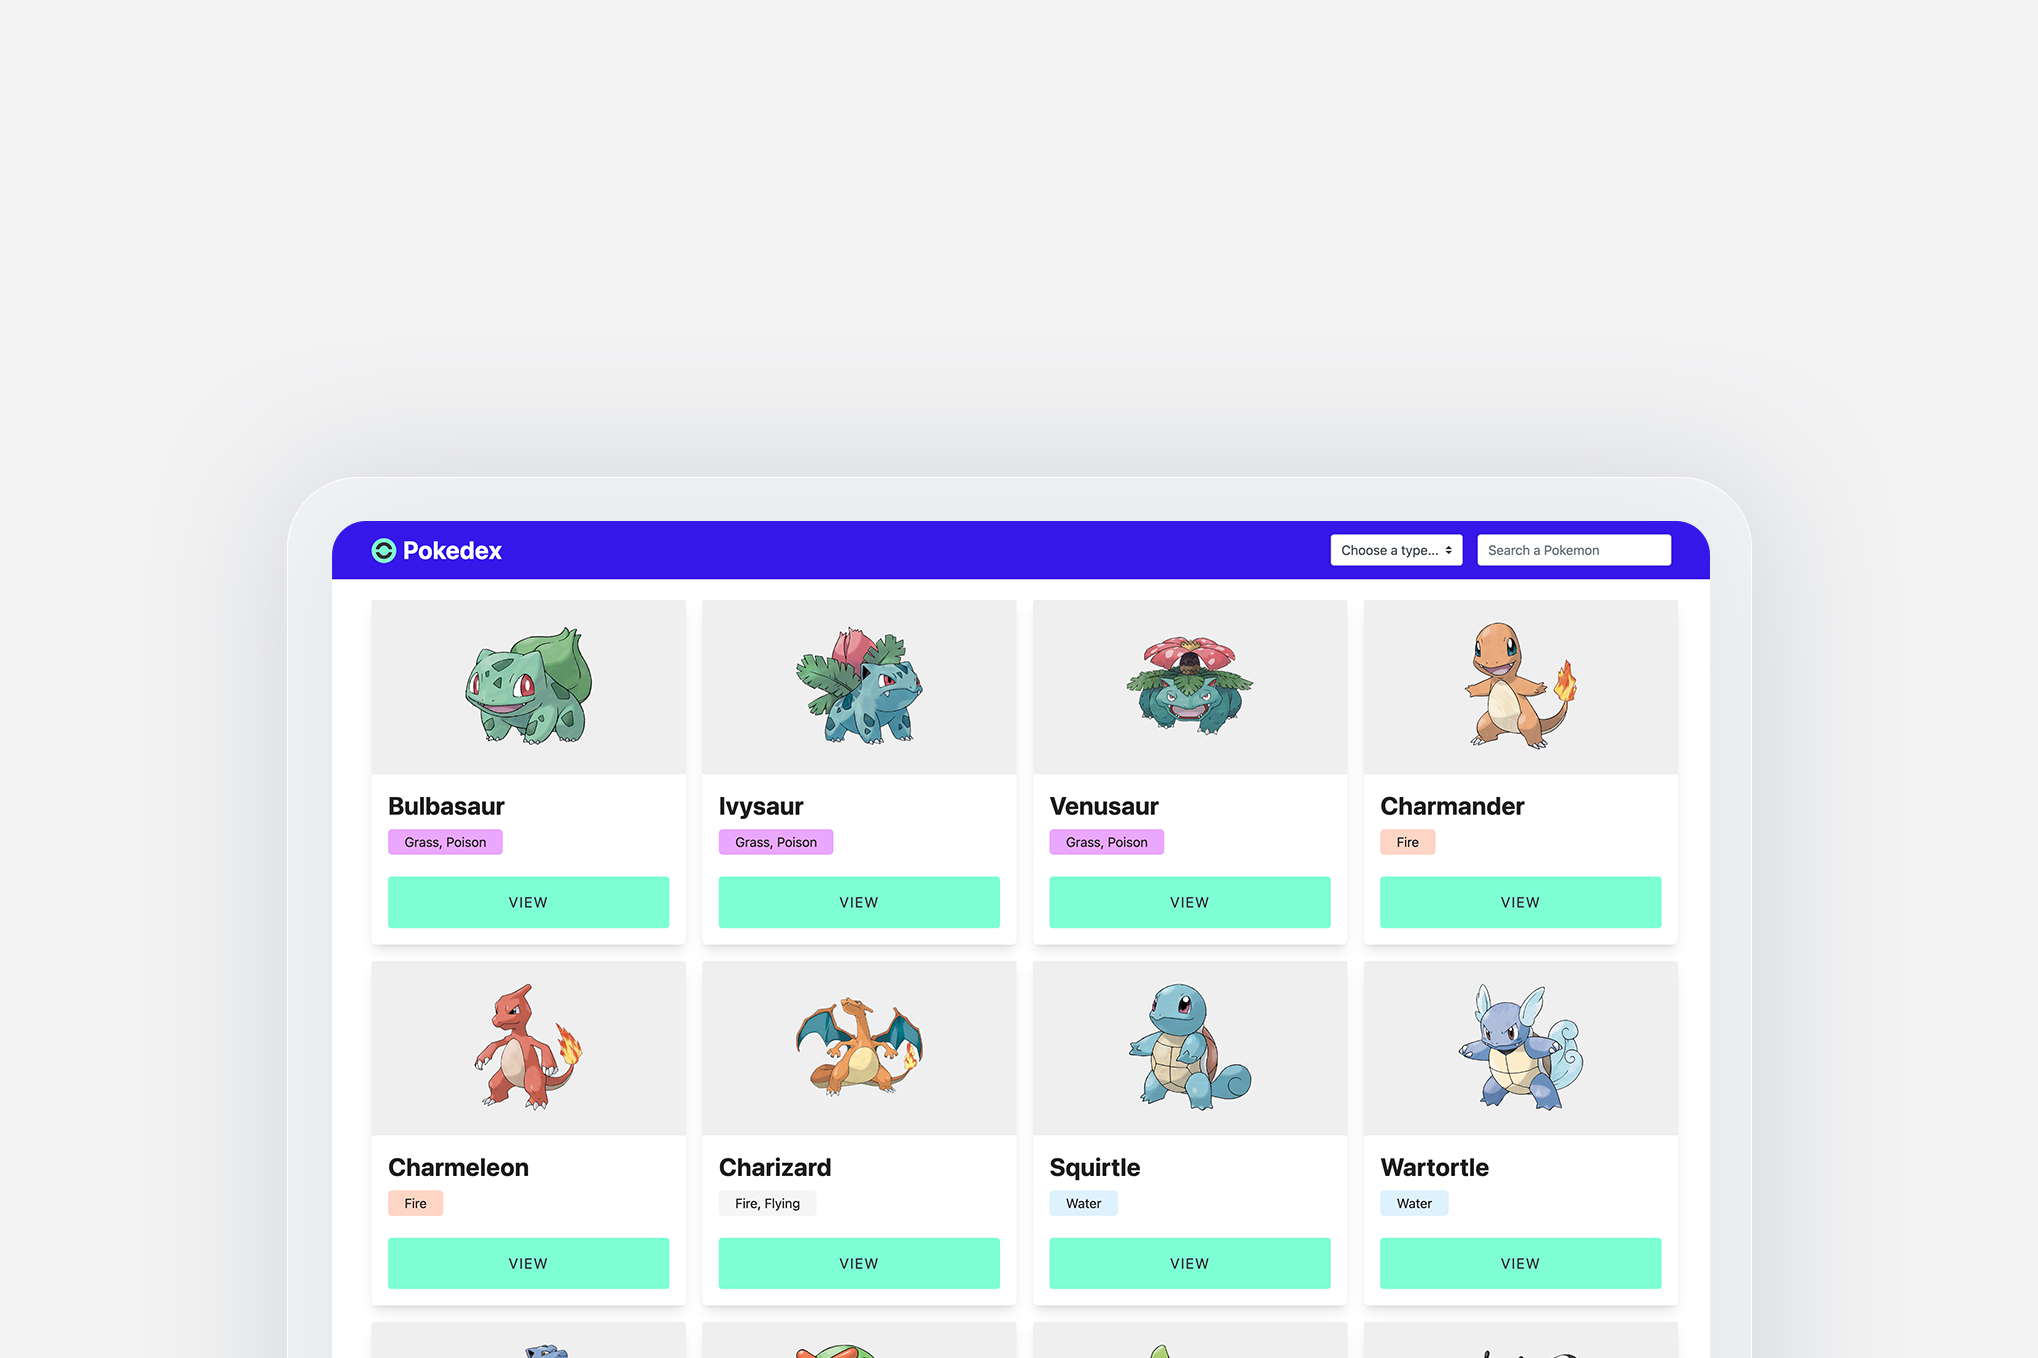 Pokedex
Choose a type...
Search a Pokemon
Bulbasaur
Grass, Poison
VIEW
Ivysaur
Grass, Poison
VIEW
Venusaur
Grass, Poison
VIEW
Charmander
Fire
VIEW
Charmeleon
Fire
VIEW
Charizard
Fire, Flying
VIEW
Squirtle
Water
VIEW
Wartortle
Water
VIEW